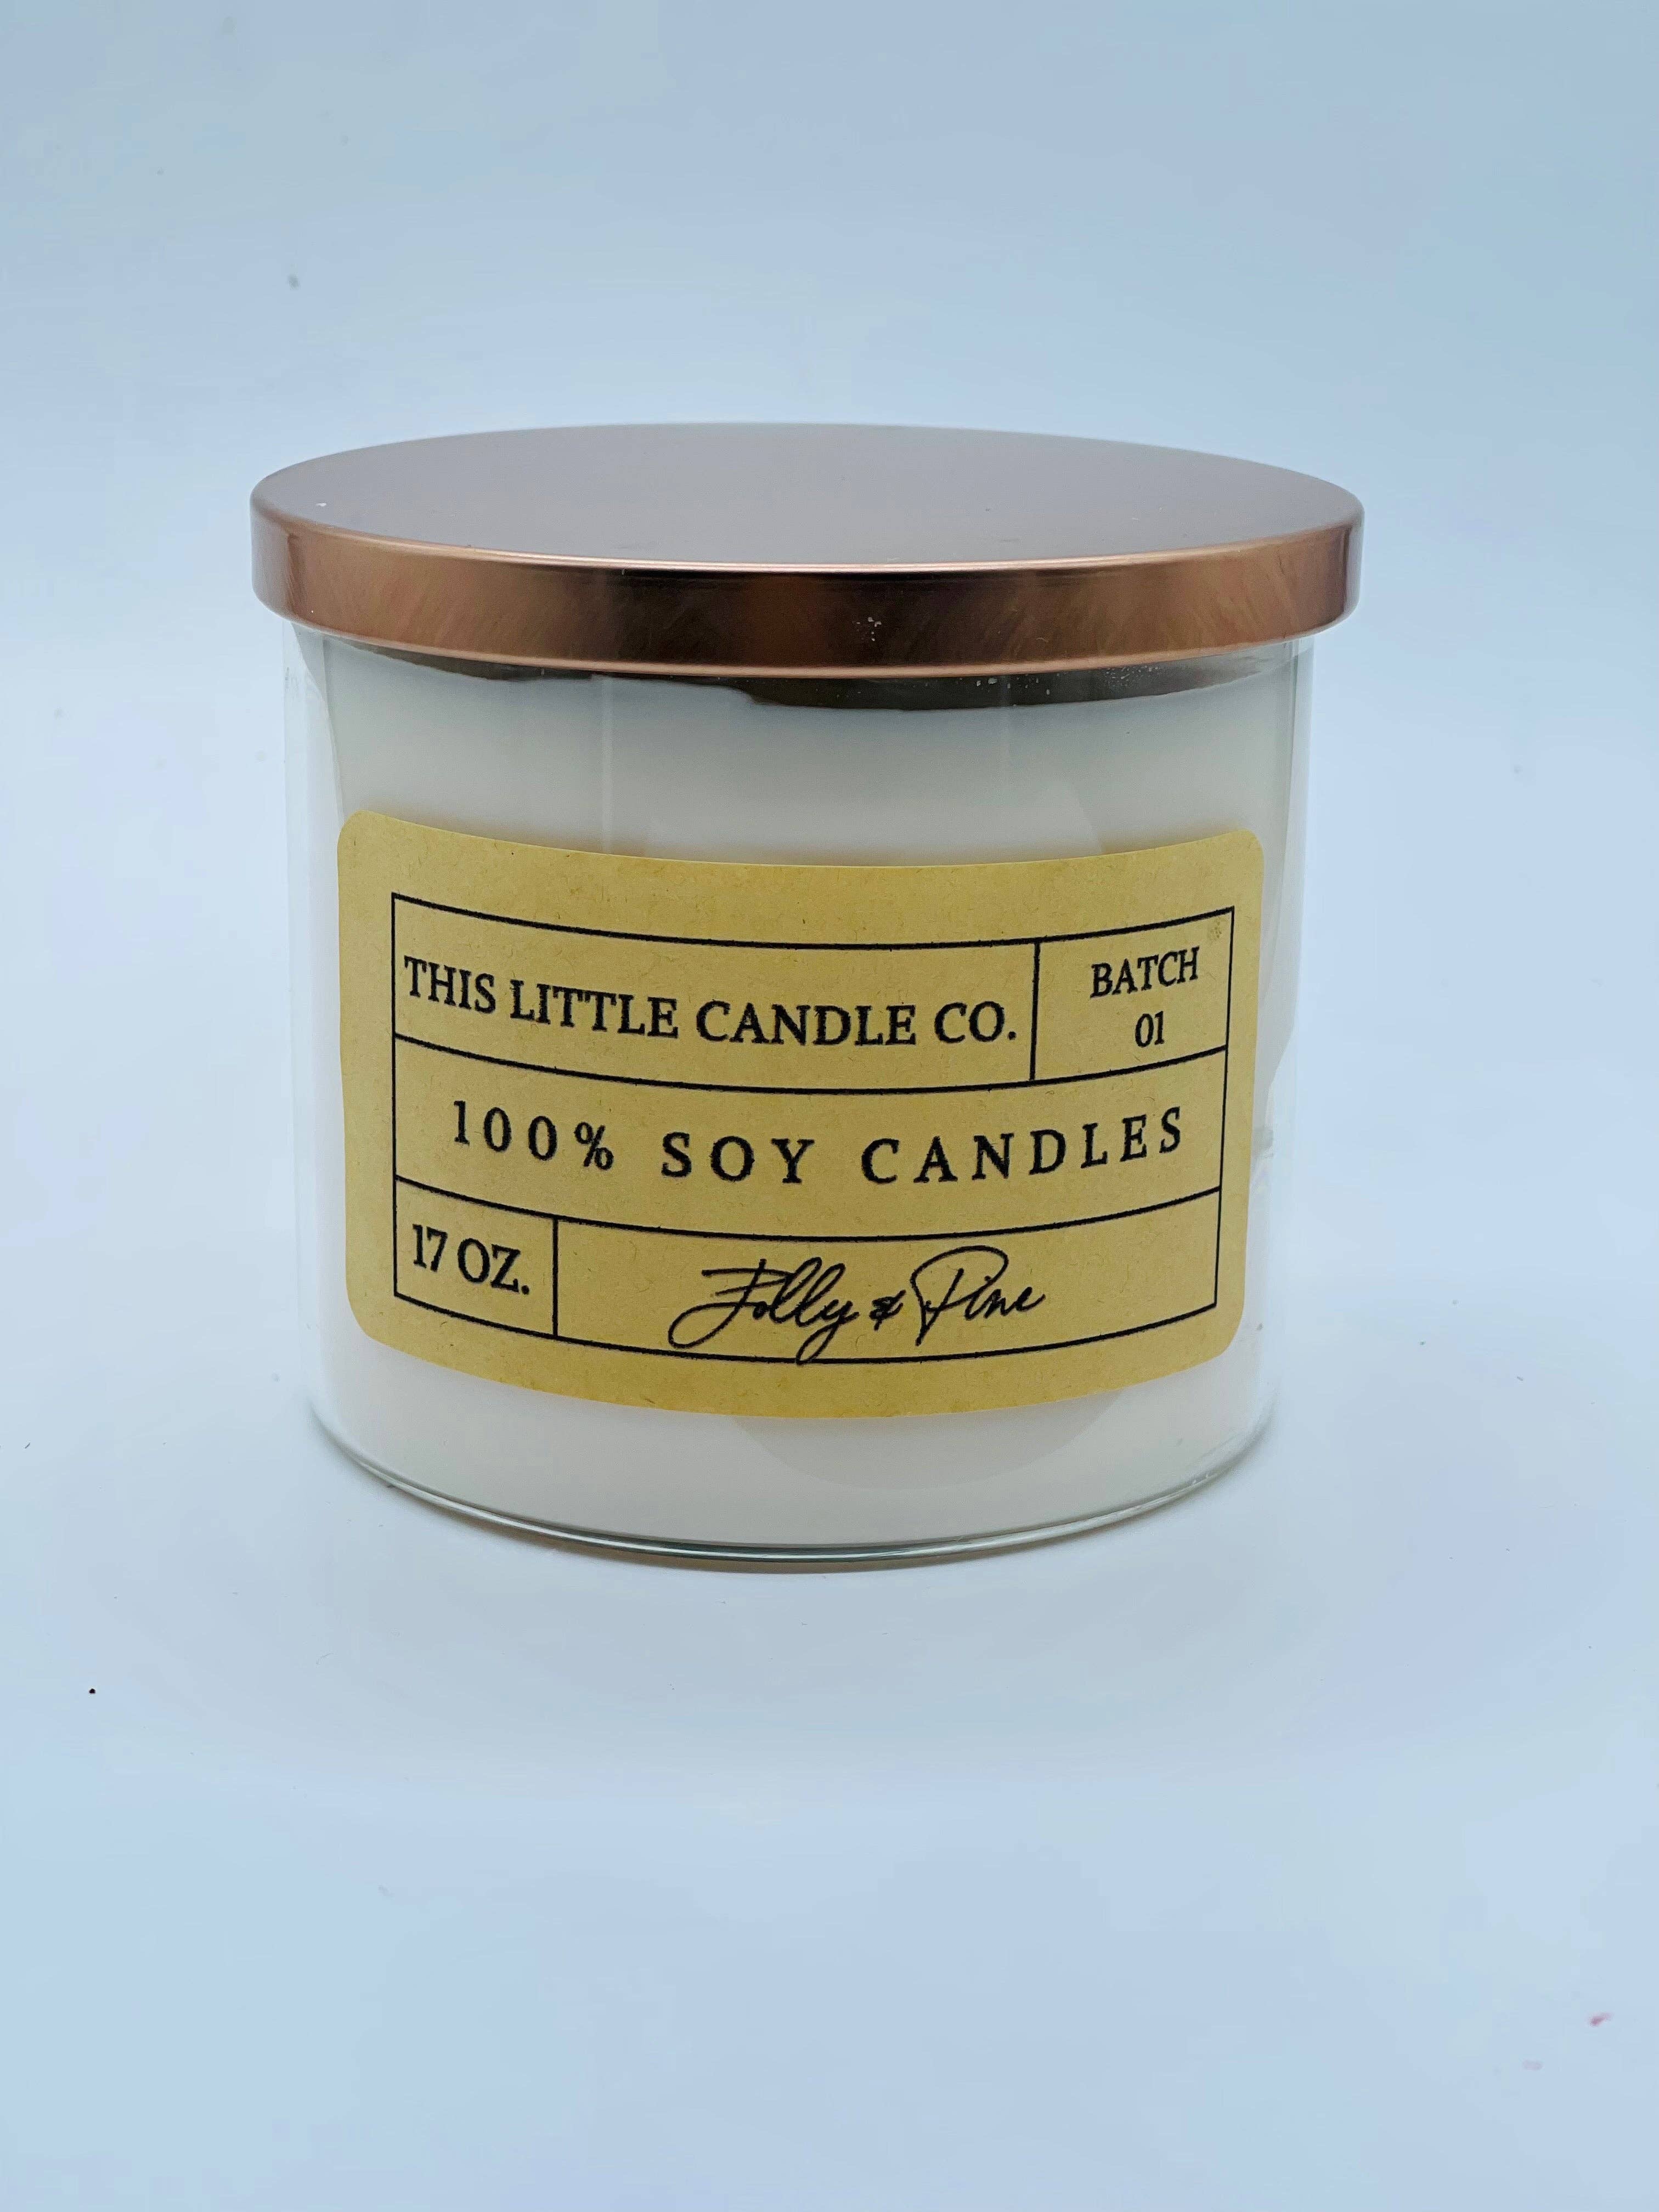 THIS LITTLE CANDLE CO.
BATCH
01
100% SOY CANDLES
17 OZ.
Jolly & Pine